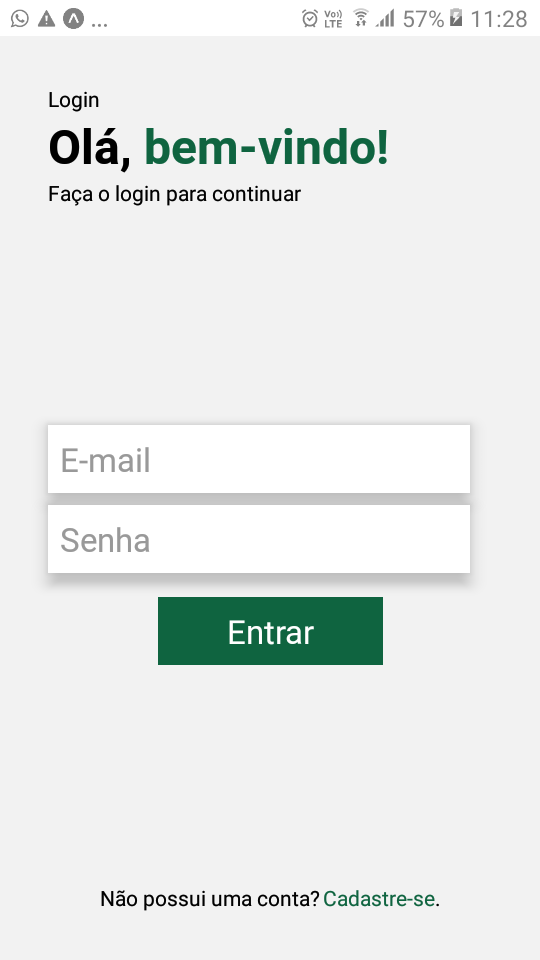 ... Vo)) LTE 57% 11:28
Login
Olá, bem-vindo!
Faça o login para continuar
E-mail
Senha
Entrar
Não possui uma conta? Cadastre-se.